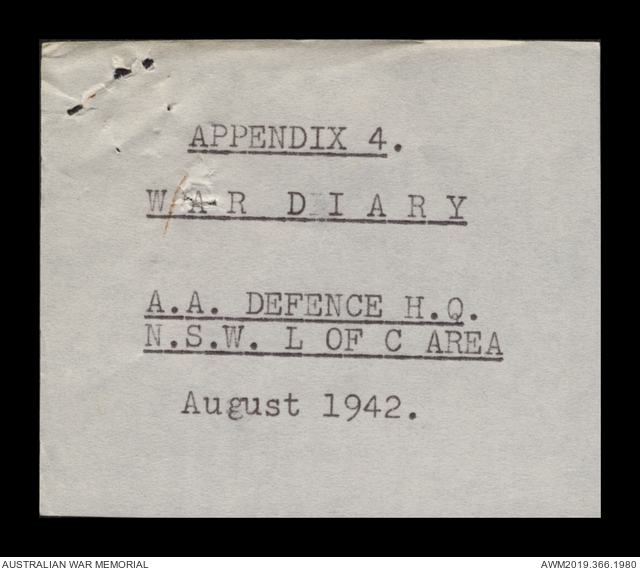 APPENDIX 4.
WAR DIARY
A.A. DEFENCE H.Q.
N.S.W. L OF C AREA
August 1942.
AUSTRALIAN WAR MEMORIAL
AWM2019.366.1980